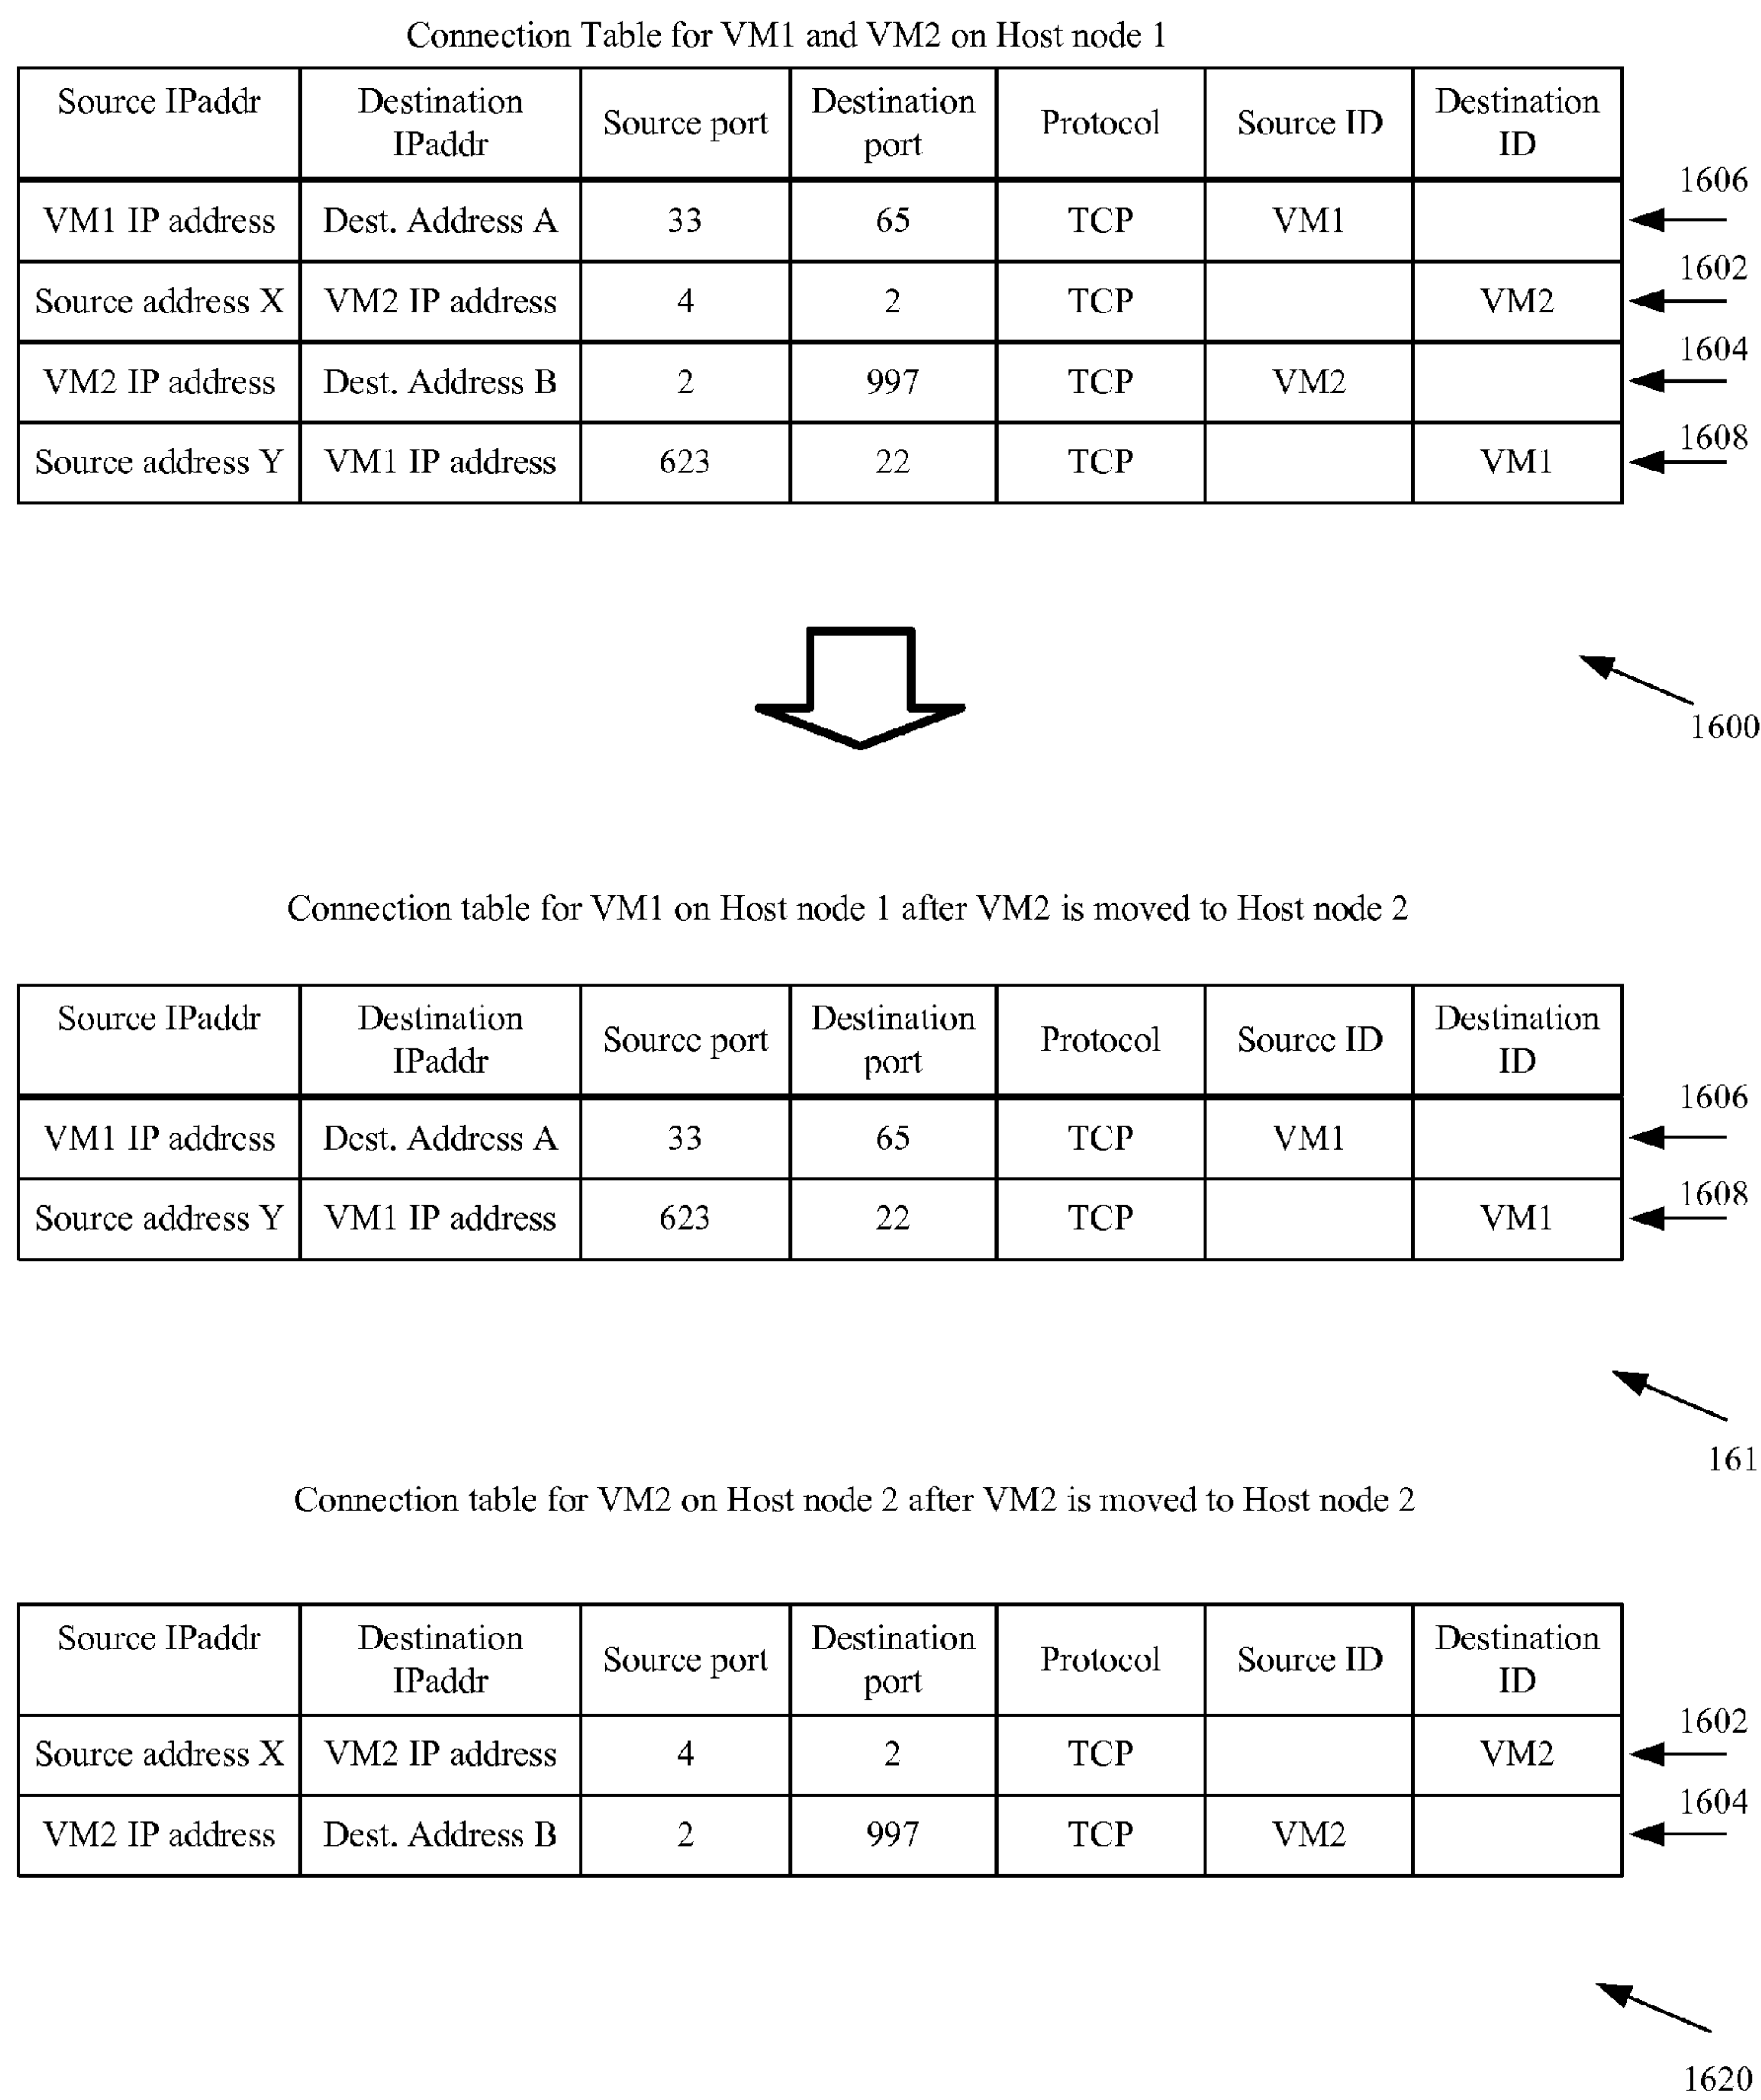 Connection Table for VM1 and VM2 on Host node 1
Source IPaddr Destination IPaddr Source port Destination port Protocol Source ID Destination ID
VM1 IP address Dest. Address A 33 65 TCP VM1 1606
Source address X VM2 IP address 4 2 TCP VM2 1602
VM2 IP address Dest. Address B 2 997 TCP VM2 1604
Source address Y VM1 IP address 623 22 TCP VM1 1608
1600
Connection table for VM1 on Host node 1 after VM2 is moved to Host node 2
Source IPaddr Destination IPaddr Source port Destination port Protocol Source ID Destination ID
VM1 IP address Dest. Address A 33 65 TCP VM1 1606
Source address Y VM1 IP address 623 22 TCP VM1 1608
161
Connection table for VM2 on Host node 2 after VM2 is moved to Host node 2
Source IPaddr Destination IPaddr Source port Destination port Protocol Source ID Destination ID
Source address X VM2 IP address 4 2 TCP VM2 1602
VM2 IP address Dest. Address B 2 997 TCP VM2 1604
1620